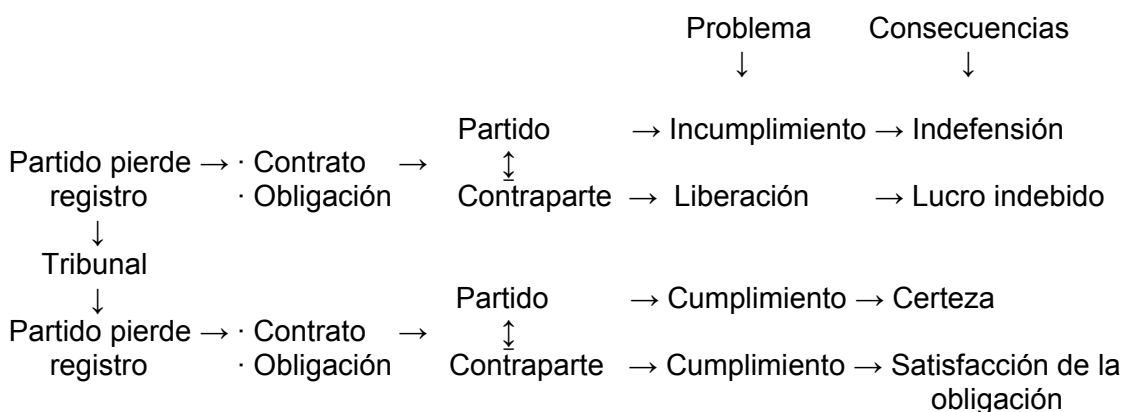 Problema Consecuencias
↓ ↓
Partido → Incumplimiento → Indefensión
Partido pierde → · Contrato → ↕
registro · Obligación Contraparte → Liberación → Lucro indebido
↓
Tribunal
↓ Partido → Cumplimiento → Certeza
Partido pierde → · Contrato → ↕
registro · Obligación Contraparte → Cumplimiento → Satisfacción de la
obligación